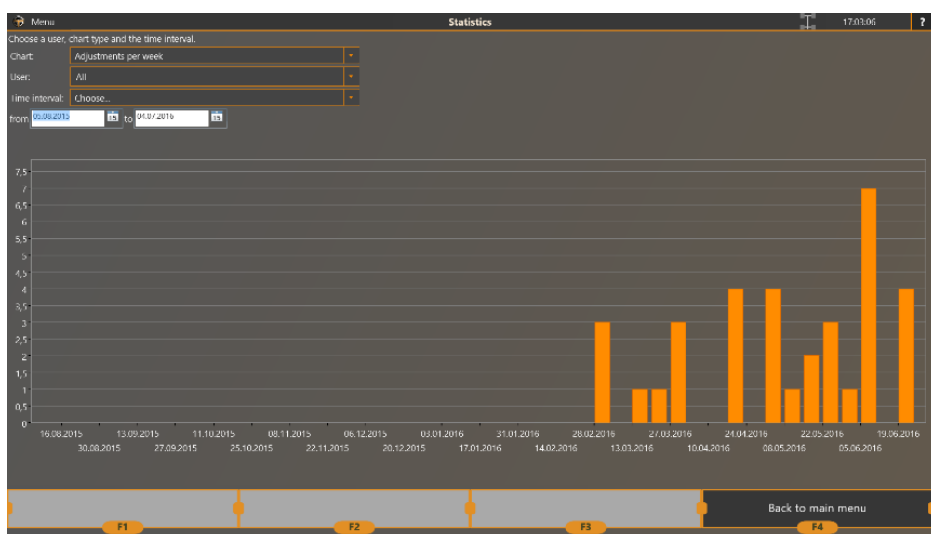 Menu Statistics 17:03:06 ?
Choose a user, chart type and the time interval.
Chart: Adjustments per week
User: All
Time interval: Choose...
from 05.08.2015 15 to 04.07.2016 15
7,5
7
6,5
6
5,5
5
4,5
4
3,5
3
2,5
2
1,5
1
0,5
0
16.08.2015 13.09.2015 11.10.2015 08.11.2015 06.12.2015 03.01.2016 31.01.2016 28.02.2016 27.03.2016 24.04.2016 22.05.2016 19.06.2016
30.08.2015 27.09.2015 25.10.2015 22.11.2015 20.12.2015 17.01.2016 14.02.2016 13.03.2016 10.04.2016 08.05.2016 05.06.2016
Back to main menu
F1 F2 F3 F4